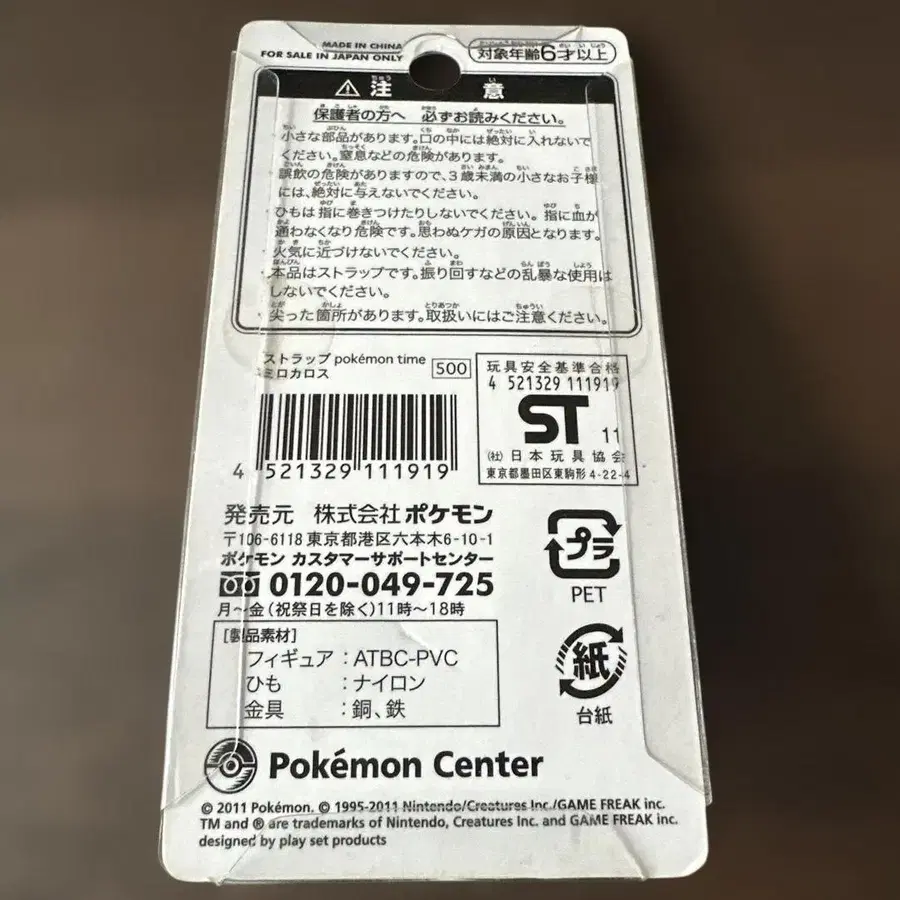 MADE IN CHINA
FOR SALE IN JAPAN ONLY
対象年齢6才以上
注意
保護者の方へ 必ずお読みください。
小さな部品があります。口の中には絶対に入れないで
ください。窒息などの危険があります。
誤飲の危険がありますので、3歳未満の小さなお子様
には、絶対に与えないでください。
・ひもは指に巻きつけたりしないでください。指に血が
通わなくなり危険です。思わぬケガの原因となります。
・火気に近づけないでください。
・本品はストラップです。振り回すなどの乱暴な使用は
しないでください。
・尖った箇所があります。取扱いにはご注意ください。
ストラップ pokémon time
ミロカロス
500
4 521329 111919
玩具安全基準合格
4 521329 111919
ST 11
(社)日本玩具協会
東京都墨田区東駒形 4-22-4
発売元 株式会社ポケモン
〒106-6118 東京都港区六本木6-10-1
ポケモン カスタマーサポートセンター
0120-049-725
月～金(祝祭日を除く)11時～18時
プラ
PET
[製品素材]
フィギュア：ATBC-PVC
ひも：ナイロン
金具：銅、鉄
紙
台紙
Pokémon Center
© 2011 Pokémon. © 1995-2011 Nintendo/Creatures Inc./GAME FREAK inc.
TM and ® are trademarks of Nintendo, Creatures Inc. and GAME FREAK inc.
designed by play set products